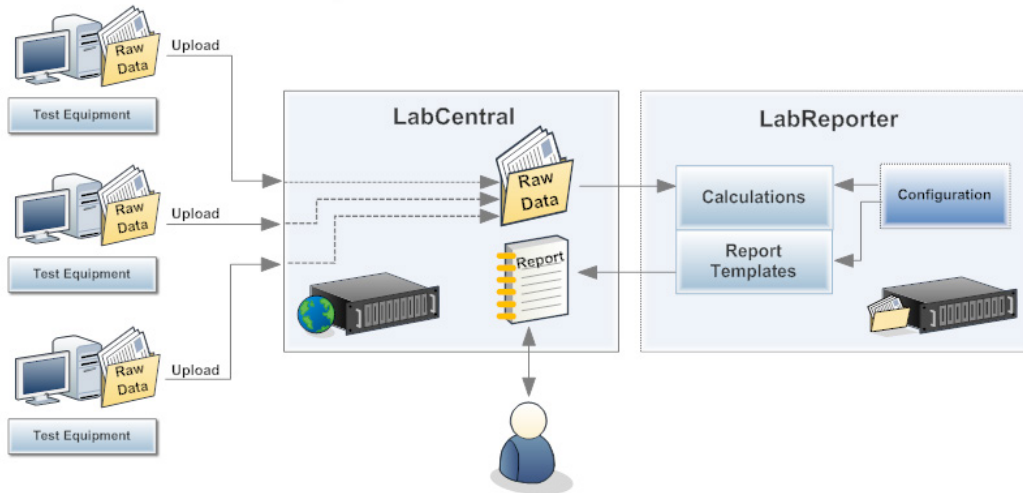 Raw
Data
Upload
Test Equipment
Raw
Data
Upload
Test Equipment
Raw
Data
Upload
Test Equipment
LabCentral
Raw
Data
Report
LabReporter
Calculations
Report
Templates
Configuration